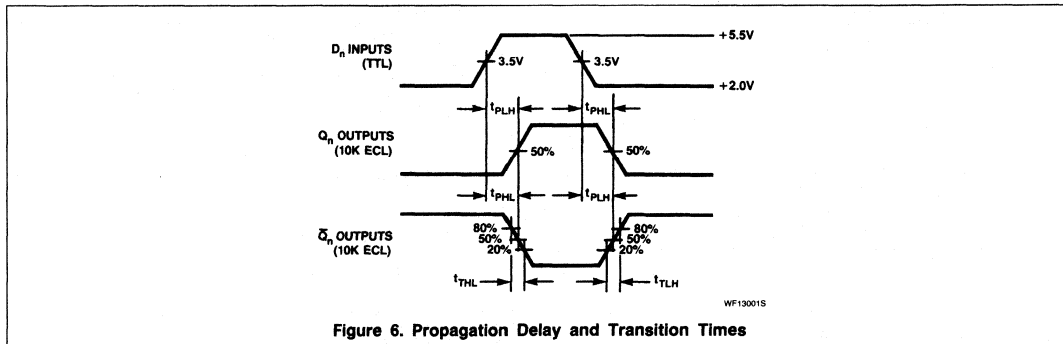 Dn INPUTS
(TTL)
3.5V
3.5V
+5.5V
+2.0V
tPLH
tPHL
Qn OUTPUTS
(10K ECL)
50%
50%
tPHL
tPLH
Q̅n OUTPUTS
(10K ECL)
80%
50%
20%
80%
50%
20%
tTHL
tTLH
WF13001S
Figure 6. Propagation Delay and Transition Times